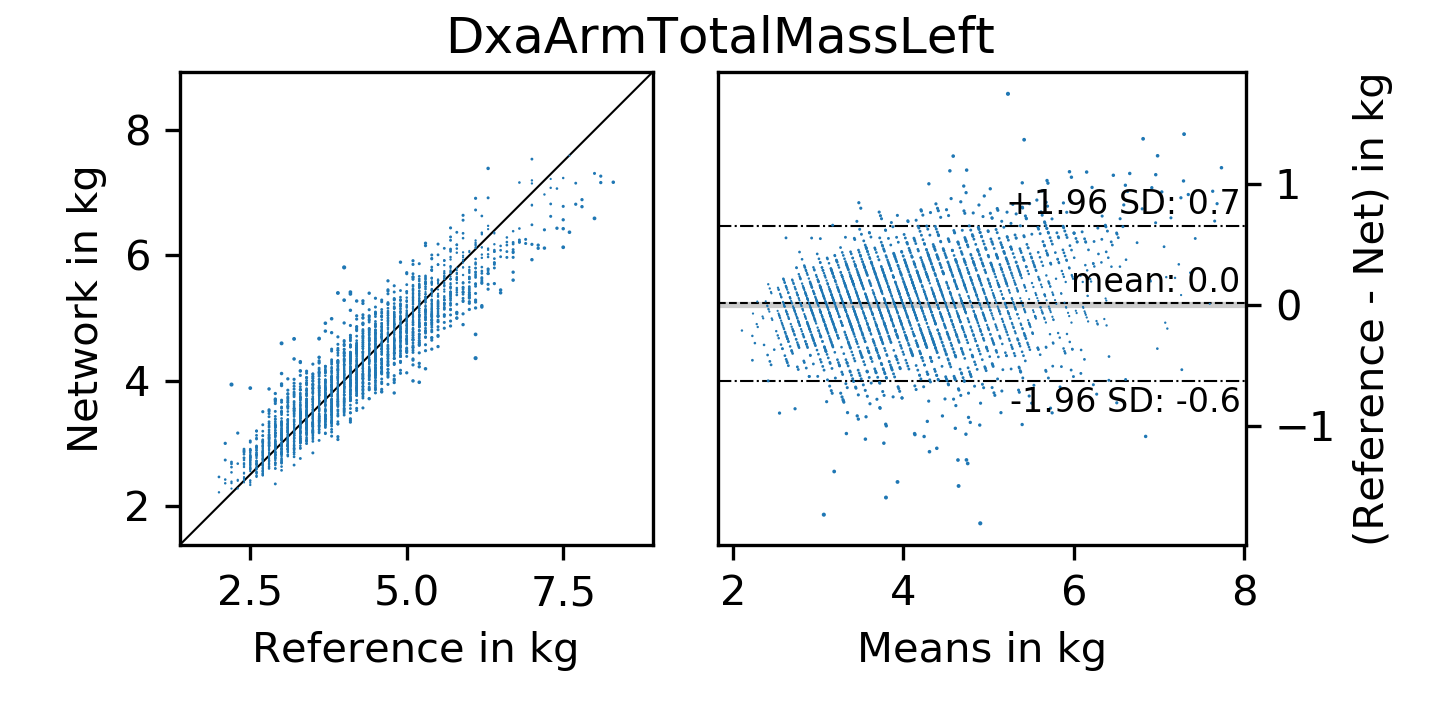 DxaArmTotalMassLeft
Network in kg
8
6
4
2
2.5 5.0 7.5
Reference in kg
+1.96 SD: 0.7
mean: 0.0
-1.96 SD: -0.6
1
0
−1
(Reference - Net) in kg
2 4 6 8
Means in kg